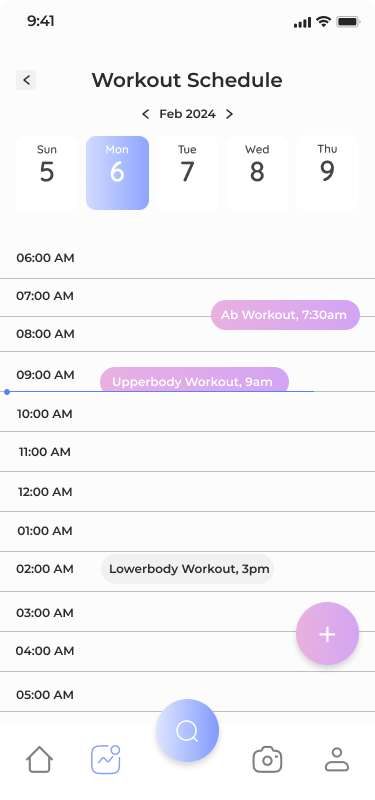 9:41
Workout Schedule
Feb 2024
Sun Mon Tue Wed Thu
5 6 7 8 9
06:00 AM
07:00 AM
Ab Workout, 7:30am
08:00 AM
09:00 AM
Upperbody Workout, 9am
10:00 AM
11:00 AM
12:00 AM
01:00 AM
02:00 AM Lowerbody Workout, 3pm
03:00 AM
04:00 AM
05:00 AM